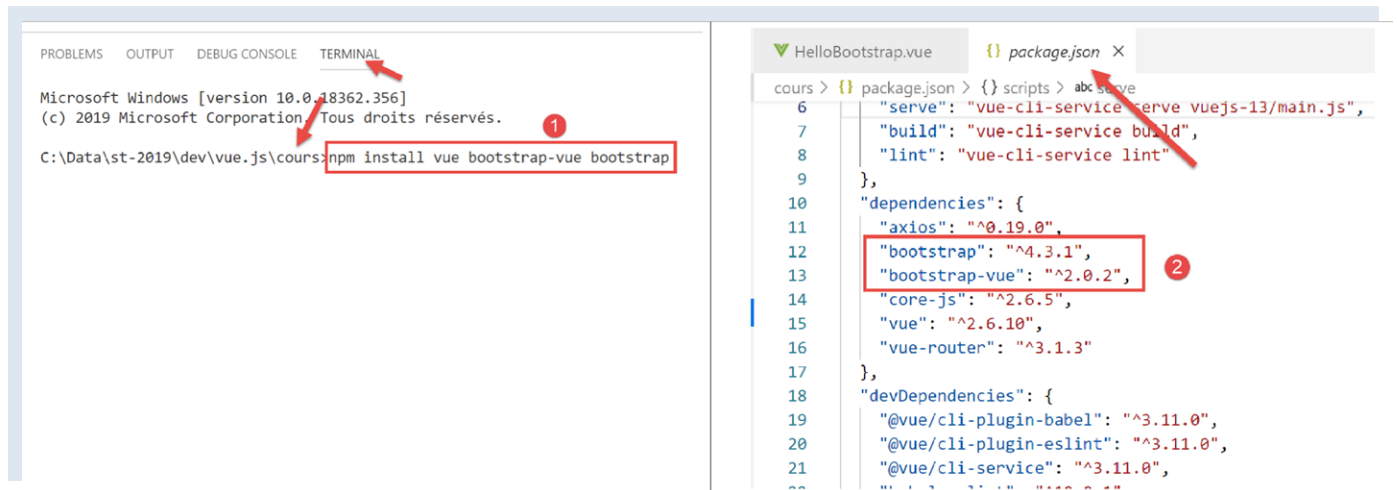 PROBLEMS OUTPUT DEBUG CONSOLE TERMINAL
Microsoft Windows [version 10.0.18362.356]
(c) 2019 Microsoft Corporation. Tous droits réservés.
1
C:\Data\st-2019\dev\vue.js\cours>npm install vue bootstrap-vue bootstrap
HelloBootstrap.vue {} package.json ×
cours > {} package.json > {} scripts > abc serve
6 "serve": "vue-cli-service serve vuejs-13/main.js",
7 "build": "vue-cli-service build",
8 "lint": "vue-cli-service lint"
9 },
10 "dependencies": {
11 "axios": "^0.19.0",
12 "bootstrap": "^4.3.1",
13 "bootstrap-vue": "^2.0.2",
2
14 "core-js": "^2.6.5",
15 "vue": "^2.6.10",
16 "vue-router": "^3.1.3"
17 },
18 "devDependencies": {
19 "@vue/cli-plugin-babel": "^3.11.0",
20 "@vue/cli-plugin-eslint": "^3.11.0",
21 "@vue/cli-service": "^3.11.0",